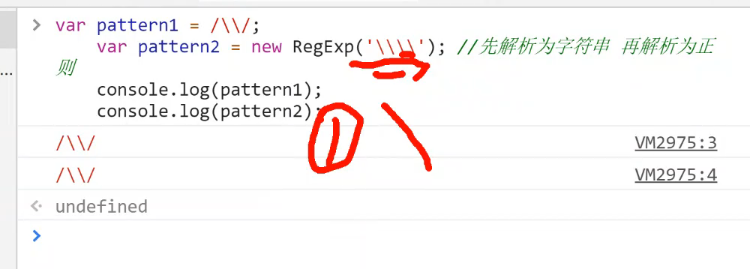 var pattern1 = /\\/;
var pattern2 = new RegExp('\\\\'); //先解析为字符串 再解析为正
则
console.log(pattern1);
console.log(pattern2);
/\\/ VM2975:3
/\\/ VM2975:4
undefined
①
\